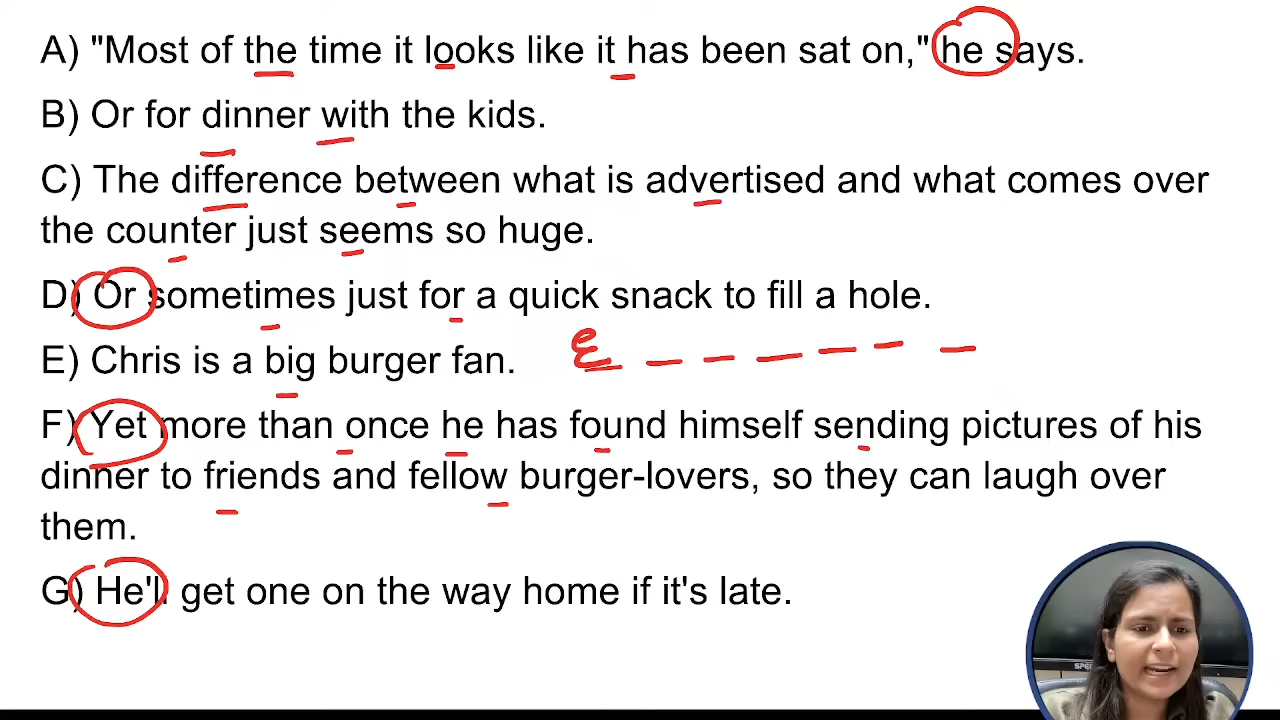 A) "Most of the time it looks like it has been sat on," he says.
B) Or for dinner with the kids.
C) The difference between what is advertised and what comes over
the counter just seems so huge.
D) Or sometimes just for a quick snack to fill a hole.
E) Chris is a big burger fan.
E
F) Yet more than once he has found himself sending pictures of his
dinner to friends and fellow burger-lovers, so they can laugh over
them.
G) He'll get one on the way home if it's late.